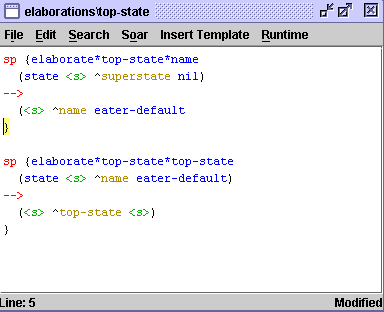 elaborations\top-state
File Edit Search Soar Insert Template Runtime
sp {elaborate*top-state*name
(state <s> ^superstate nil)
-->
(<s> ^name eater-default
}
sp {elaborate*top-state*top-state
(state <s> ^name eater-default)
-->
(<s> ^top-state <s>)
}
Line: 5 Modified